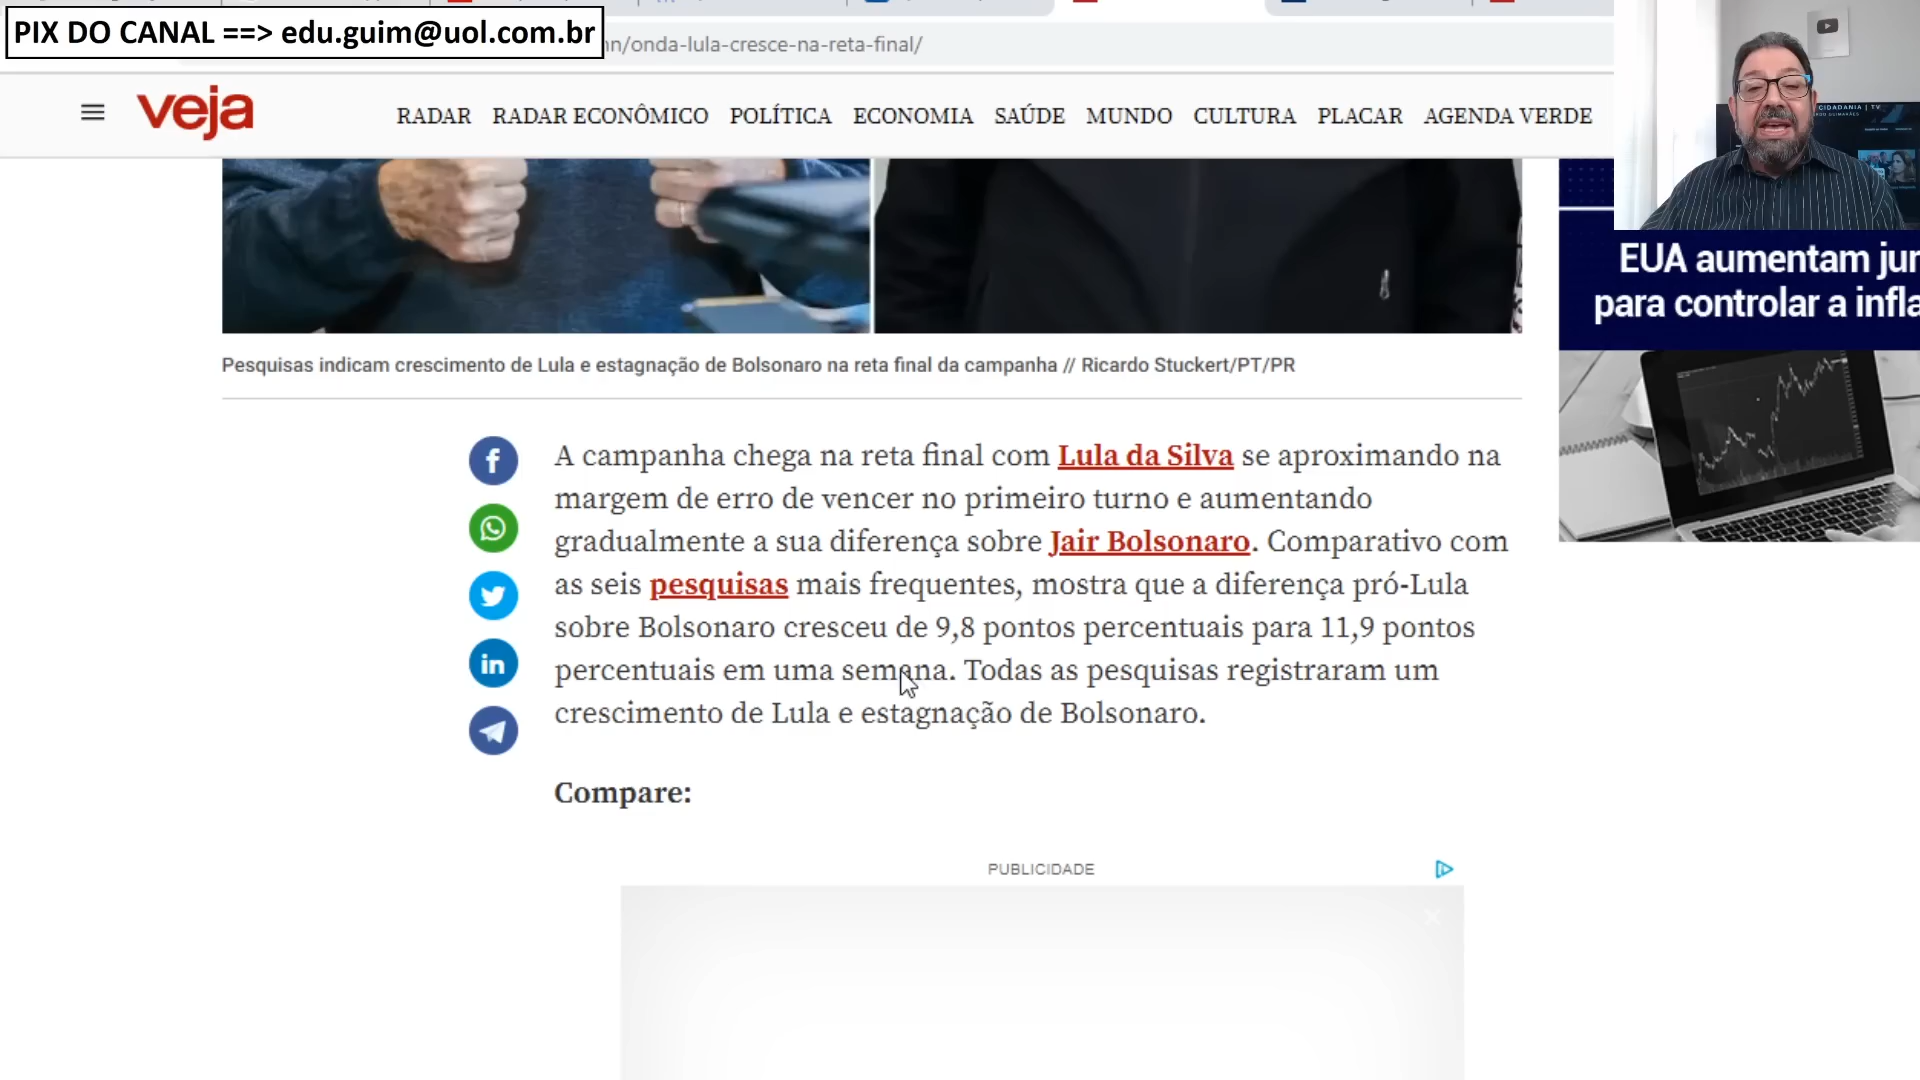 PIX DO CANAL ==> edu.guim@uol.com.br
/onda-lula-cresce-na-reta-final/
veja
RADAR RADAR ECONÔMICO POLÍTICA ECONOMIA SAÚDE MUNDO CULTURA PLACAR AGENDA VERDE
CIDADANIA | TV
EUA aumentam jur
para controlar a infla
Pesquisas indicam crescimento de Lula e estagnação de Bolsonaro na reta final da campanha // Ricardo Stuckert/PT/PR
A campanha chega na reta final com Lula da Silva se aproximando na
margem de erro de vencer no primeiro turno e aumentando
gradualmente a sua diferença sobre Jair Bolsonaro. Comparativo com
as seis pesquisas mais frequentes, mostra que a diferença pró-Lula
sobre Bolsonaro cresceu de 9,8 pontos percentuais para 11,9 pontos
percentuais em uma semana. Todas as pesquisas registraram um
crescimento de Lula e estagnação de Bolsonaro.
Compare:
PUBLICIDADE